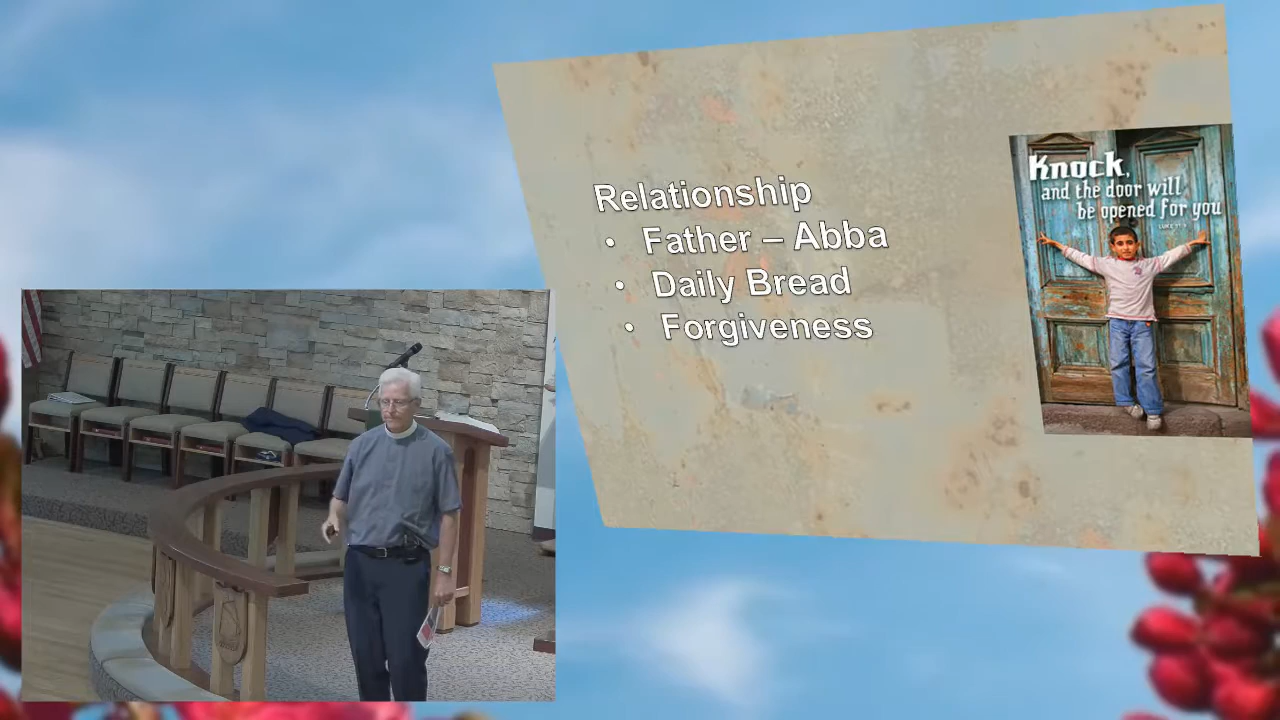 Relationship
• Father – Abba
• Daily Bread
• Forgiveness
Knock,
and the door will
be opened for you